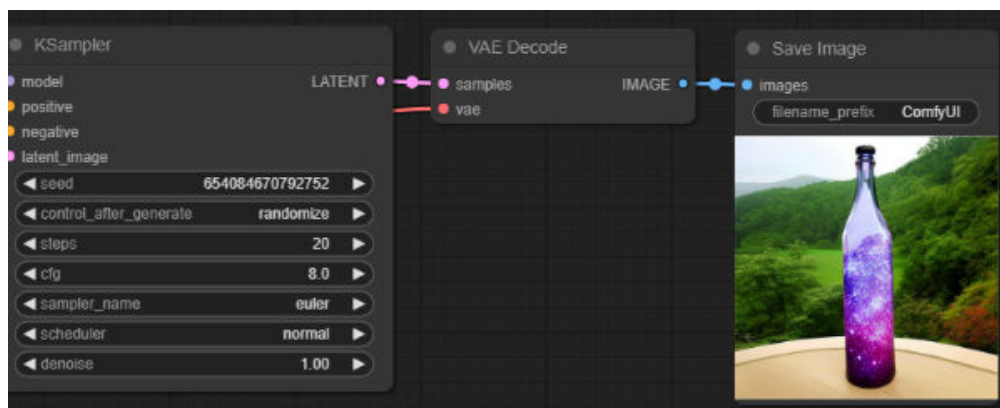 KSampler
model LATENT
positive
negative
latent_image
seed 654084670792752
control_after_generate randomize
steps 20
cfg 8.0
sampler_name euler
scheduler normal
denoise 1.00
VAE Decode
samples IMAGE
vae
Save Image
images
filename_prefix ComfyUI